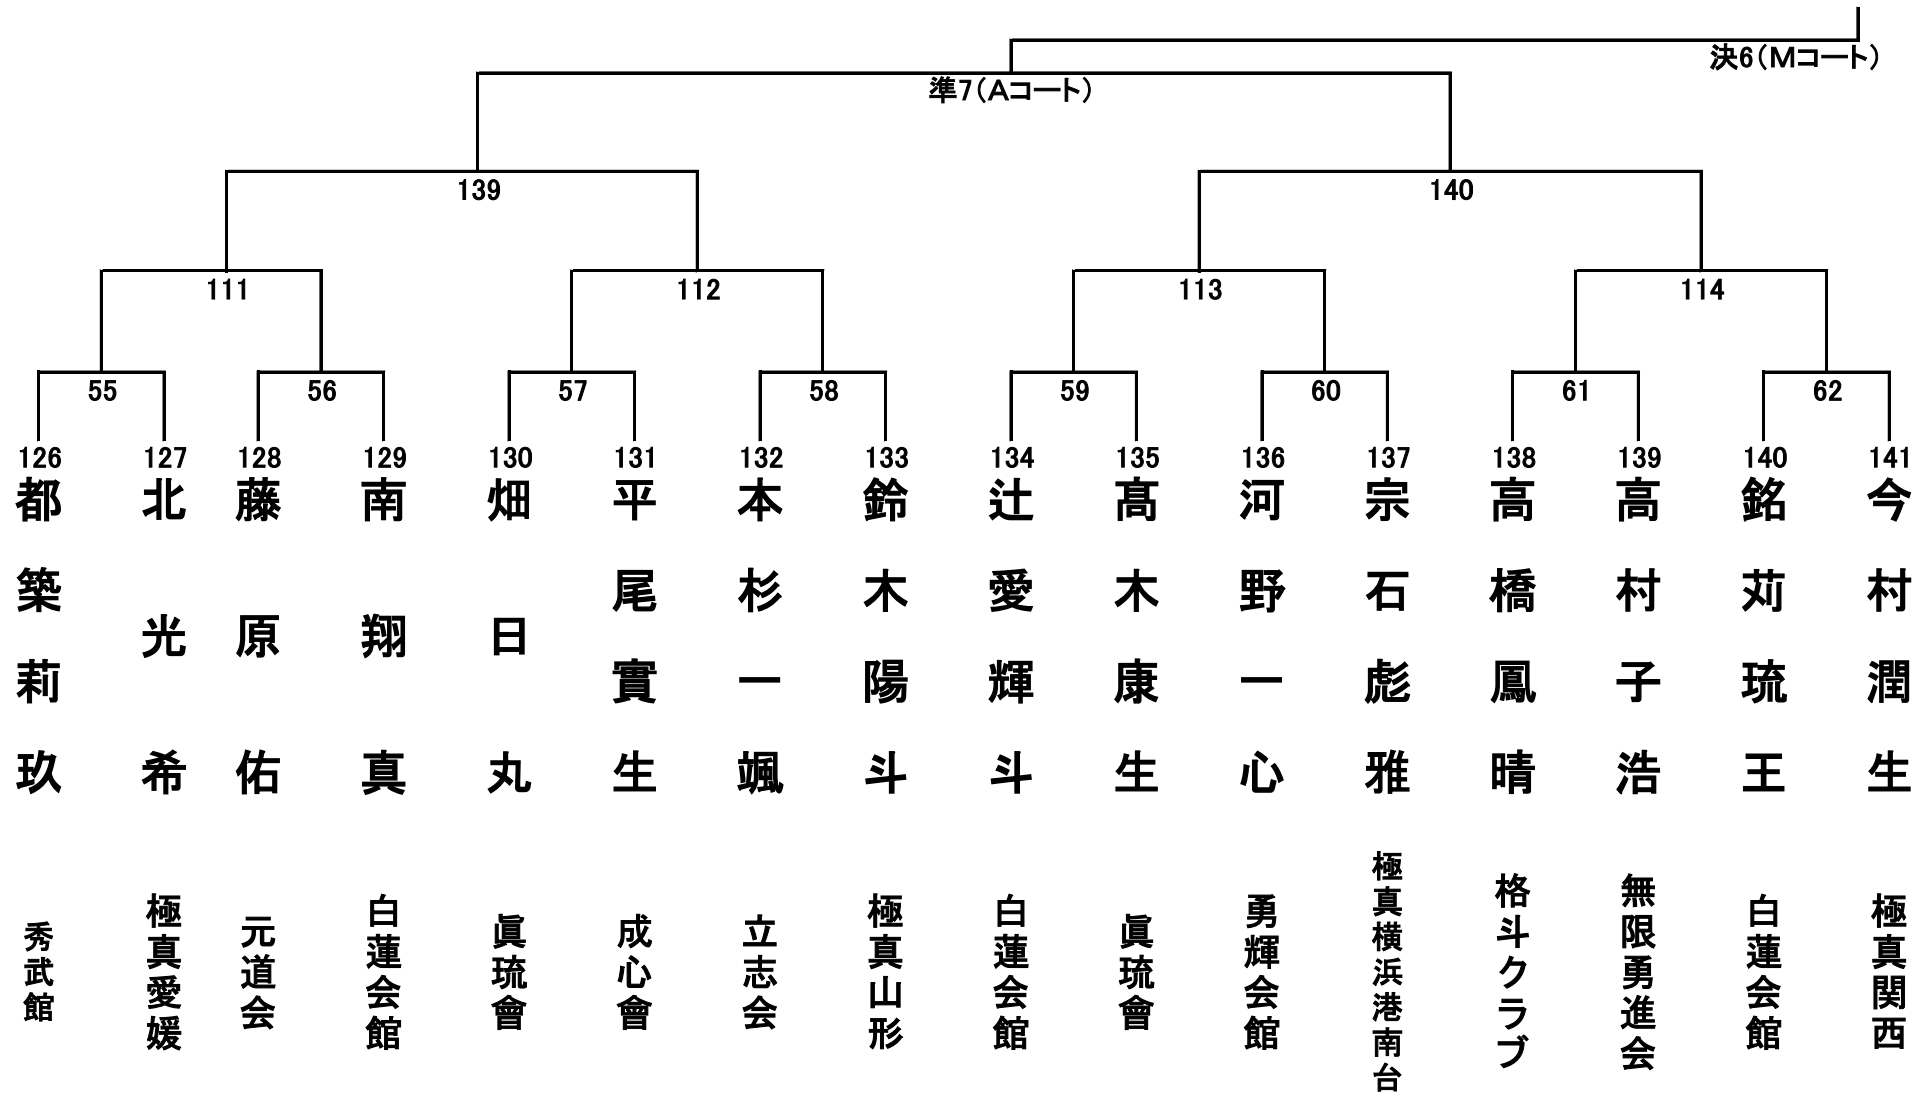 決6(Mコート)
準7(Aコート)
139
140
111
112
113
114
55
56
57
58
59
60
61
62
126
127
128
129
130
131
132
133
134
135
136
137
138
139
140
141
都築莉玖
北光希
藤原佑
南翔真
畑日丸
平尾實生
本杉一颯
鈴木陽斗
辻愛輝斗
髙木康生
河野一心
宗石彪雅
高橋鳳晴
高村子浩
銘苅琉王
今村潤生
秀武館
極真愛媛
元道会
白蓮会館
眞琉會
成心會
立志会
極真山形
白蓮会館
眞琉會
勇輝会館
極真横浜港南台
格斗クラブ
無限勇進会
白蓮会館
極真関西